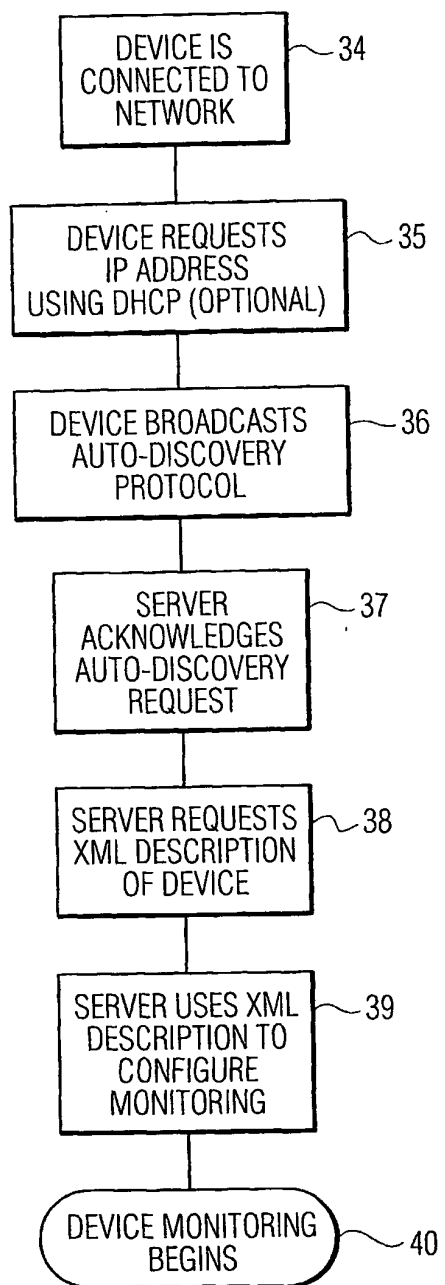 DEVICE IS
CONNECTED TO
NETWORK
34
DEVICE REQUESTS
IP ADDRESS
USING DHCP (OPTIONAL)
35
DEVICE BROADCASTS
AUTO-DISCOVERY
PROTOCOL
36
SERVER
ACKNOWLEDGES
AUTO-DISCOVERY
REQUEST
37
SERVER REQUESTS
XML DESCRIPTION
OF DEVICE
38
SERVER USES XML
DESCRIPTION TO
CONFIGURE
MONITORING
39
DEVICE MONITORING
BEGINS
40